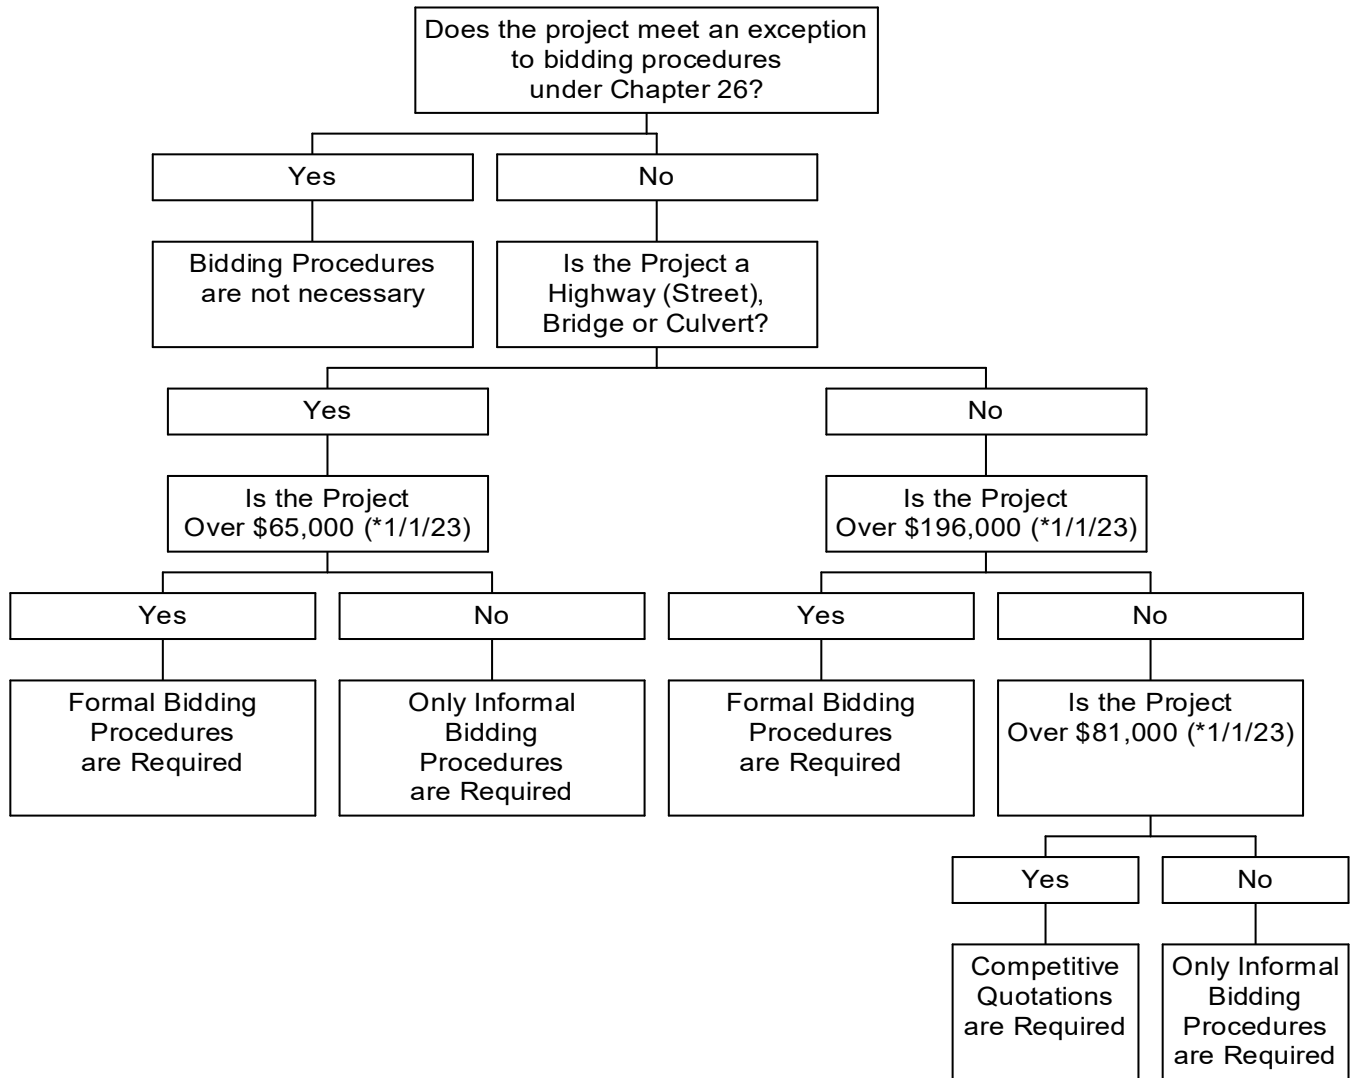 Does the project meet an exception
to bidding procedures
under Chapter 26?
Yes
No
Bidding Procedures
are not necessary
Is the Project a
Highway (Street),
Bridge or Culvert?
Yes
No
Is the Project
Over $65,000 (*1/1/23)
Is the Project
Over $196,000 (*1/1/23)
Yes
No
Yes
No
Formal Bidding
Procedures
are Required
Only Informal
Bidding
Procedures
are Required
Formal Bidding
Procedures
are Required
Is the Project
Over $81,000 (*1/1/23)
Yes
No
Competitive
Quotations
are Required
Only Informal
Bidding
Procedures
are Required